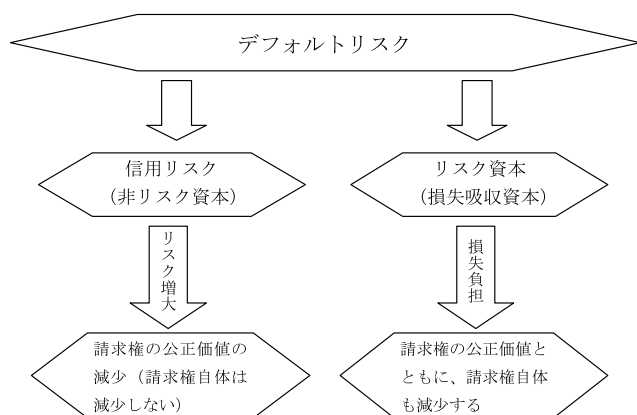 デフォルトリスク
信用リスク
（非リスク資本）
リスク資本
（損失吸収資本）
リスク増大
損失負担
請求権の公正価値の
減少（請求権自体は
減少しない）
請求権の公正価値と
ともに、請求権自体
も減少する